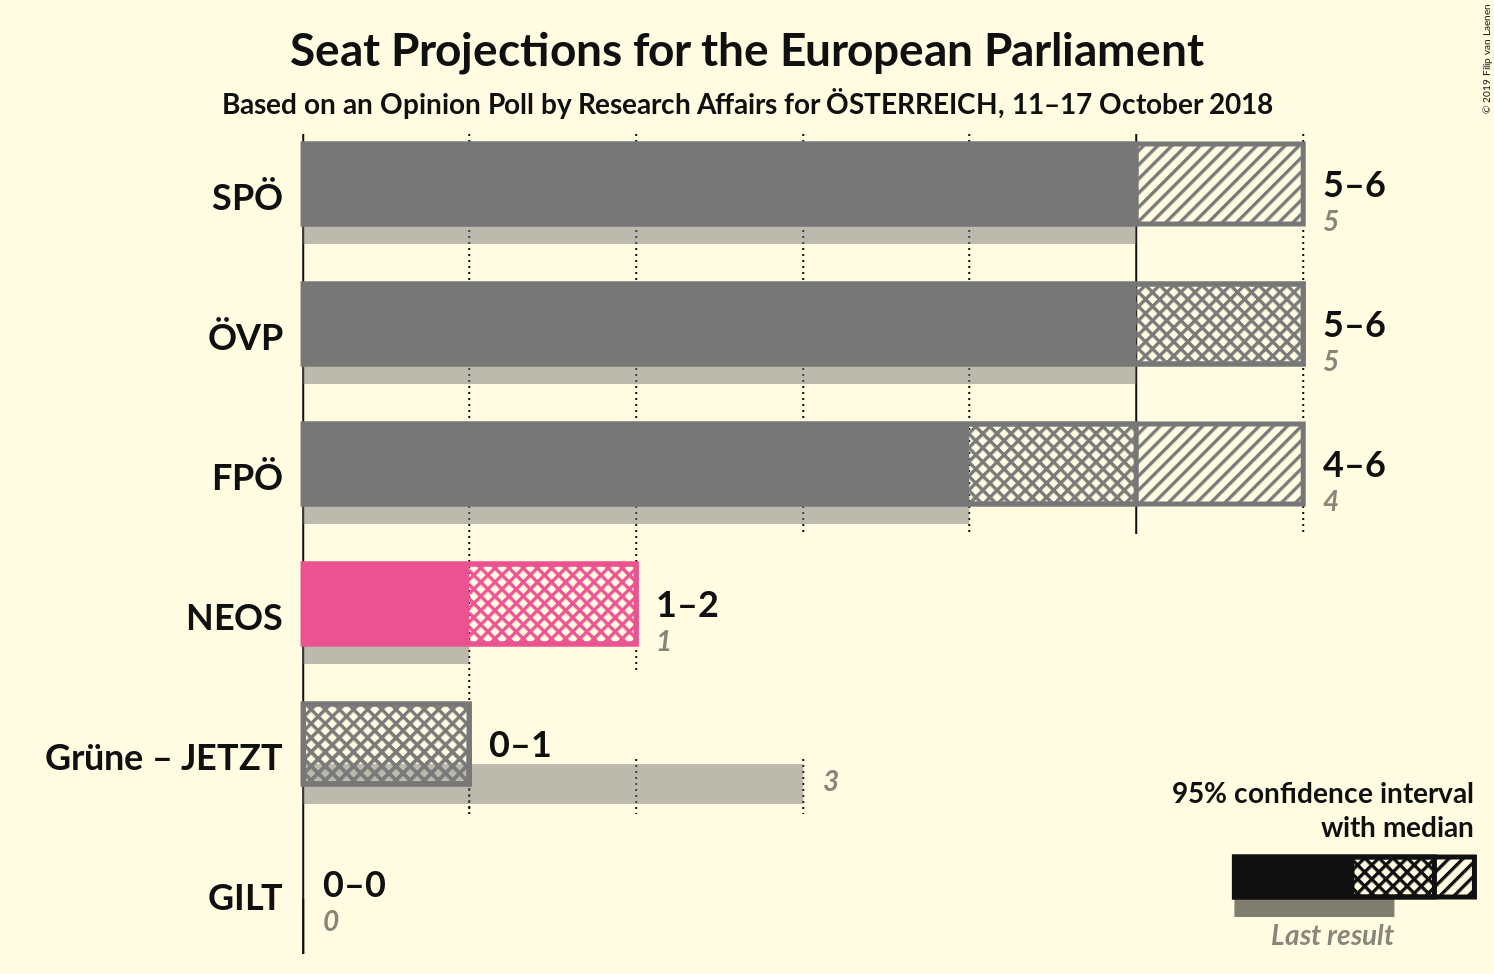 Seat Projections for the European Parliament
Based on an Opinion Poll by Research Affairs for ÖSTERREICH, 11–17 October 2018
© 2019 Filip van Laenen
SPÖ
5–6
5
ÖVP
5–6
5
FPÖ
4–6
4
NEOS
1–2
1
Grüne – JETZT
0–1
3
GILT
0–0
0
95% confidence interval
with median
Last result